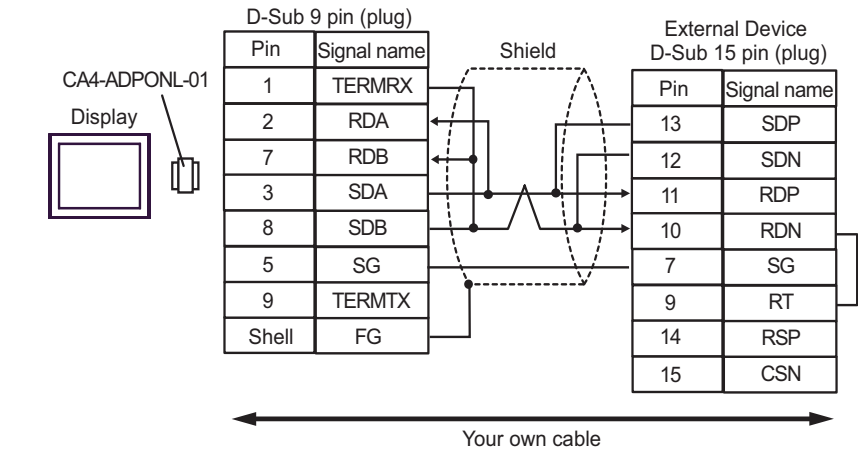 D-Sub 9 pin (plug)
External Device
D-Sub 15 pin (plug)
Shield
CA4-ADPONL-01
Display
Pin Signal name
1 TERMRX
2 RDA
7 RDB
3 SDA
8 SDB
5 SG
9 TERMTX
Shell FG
Pin Signal name
13 SDP
12 SDN
11 RDP
10 RDN
7 SG
9 RT
14 RSP
15 CSN
Your own cable